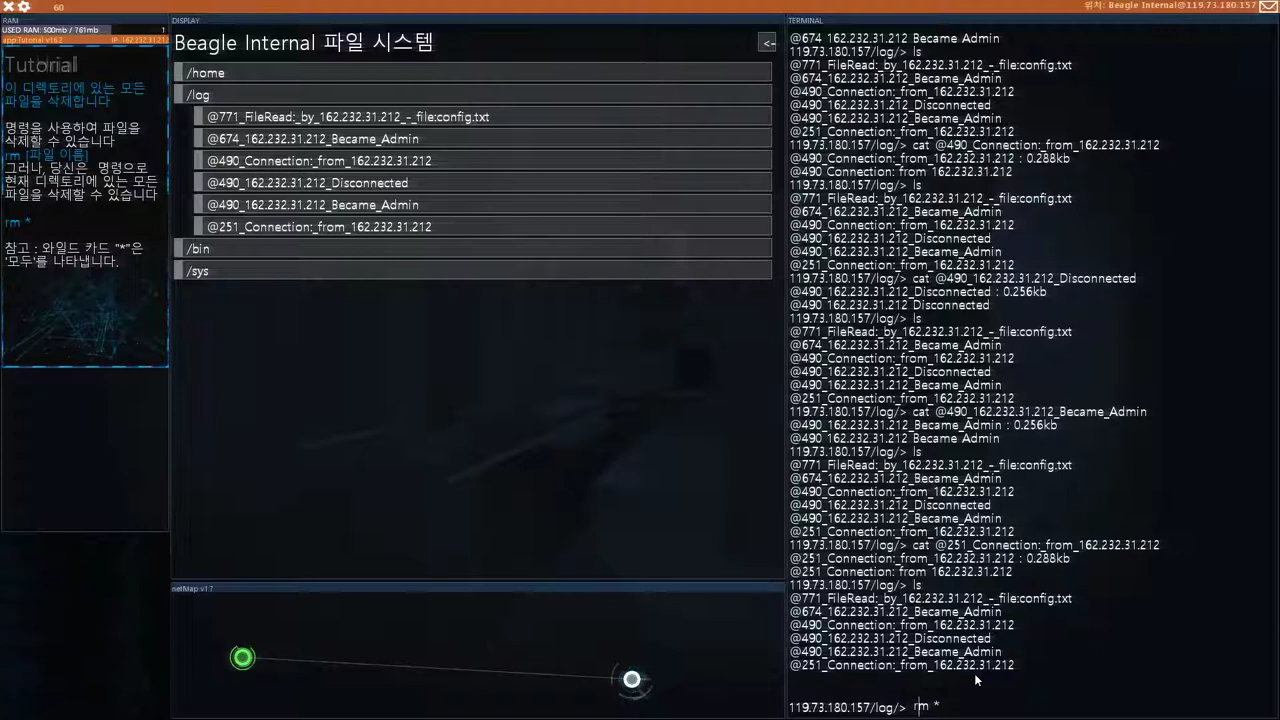 60
위치: Beagle Internal@119.73.180.157
RAM
USED RAM: 500mb / 761mb 1
app:Tutorial v16.2 IP: 162.232.31.212
Tutorial
이 디렉토리에 있는 모든
파일을 삭제합니다
명령을 사용하여 파일을
삭제할 수 있습니다
rm [파일 이름]
그러나, 당신은 명령으로
현재 디렉토리에 있는 모든
파일을 삭제할 수 있습니다
rm *
참고 : 와일드 카드 "*"은
'모두'를 나타냅니다.
DISPLAY
Beagle Internal 파일 시스템
<-
/home
/log
@771_FileRead:_by_162.232.31.212_-_file:config.txt
@674_162.232.31.212_Became_Admin
@490_Connection:_from_162.232.31.212
@490_162.232.31.212_Disconnected
@490_162.232.31.212_Became_Admin
@251_Connection:_from_162.232.31.212
/bin
/sys
netMap v1.7
TERMINAL
@674 162.232.31.212 Became Admin
119.73.180.157/log/> ls
@771_FileRead:_by_162.232.31.212_-_file:config.txt
@674_162.232.31.212_Became_Admin
@490_Connection:_from_162.232.31.212
@490_162.232.31.212_Disconnected
@490_162.232.31.212_Became_Admin
@251_Connection:_from_162.232.31.212
119.73.180.157/log/> cat @490_Connection:_from_162.232.31.212
@490_Connection:_from_162.232.31.212 : 0.288kb
@490 Connection: from 162.232.31.212
119.73.180.157/log/> ls
@771_FileRead:_by_162.232.31.212_-_file:config.txt
@674_162.232.31.212_Became_Admin
@490_Connection:_from_162.232.31.212
@490_162.232.31.212_Disconnected
@490_162.232.31.212_Became_Admin
@251_Connection:_from_162.232.31.212
119.73.180.157/log/> cat @490_162.232.31.212_Disconnected
@490_162.232.31.212_Disconnected : 0.256kb
@490 162.232.31.212 Disconnected
119.73.180.157/log/> ls
@771_FileRead:_by_162.232.31.212_-_file:config.txt
@674_162.232.31.212_Became_Admin
@490_Connection:_from_162.232.31.212
@490_162.232.31.212_Disconnected
@490_162.232.31.212_Became_Admin
@251_Connection:_from_162.232.31.212
119.73.180.157/log/> cat @490_162.232.31.212_Became_Admin
@490_162.232.31.212_Became_Admin : 0.256kb
@490 162.232.31.212 Became Admin
119.73.180.157/log/> ls
@771_FileRead:_by_162.232.31.212_-_file:config.txt
@674_162.232.31.212_Became_Admin
@490_Connection:_from_162.232.31.212
@490_162.232.31.212_Disconnected
@490_162.232.31.212_Became_Admin
@251_Connection:_from_162.232.31.212
119.73.180.157/log/> cat @251_Connection:_from_162.232.31.212
@251_Connection:_from_162.232.31.212 : 0.288kb
@251 Connection: from 162.232.31.212
119.73.180.157/log/> ls
@771_FileRead:_by_162.232.31.212_-_file:config.txt
@674_162.232.31.212_Became_Admin
@490_Connection:_from_162.232.31.212
@490_162.232.31.212_Disconnected
@490_162.232.31.212_Became_Admin
@251_Connection:_from_162.232.31.212
119.73.180.157/log/> rm *